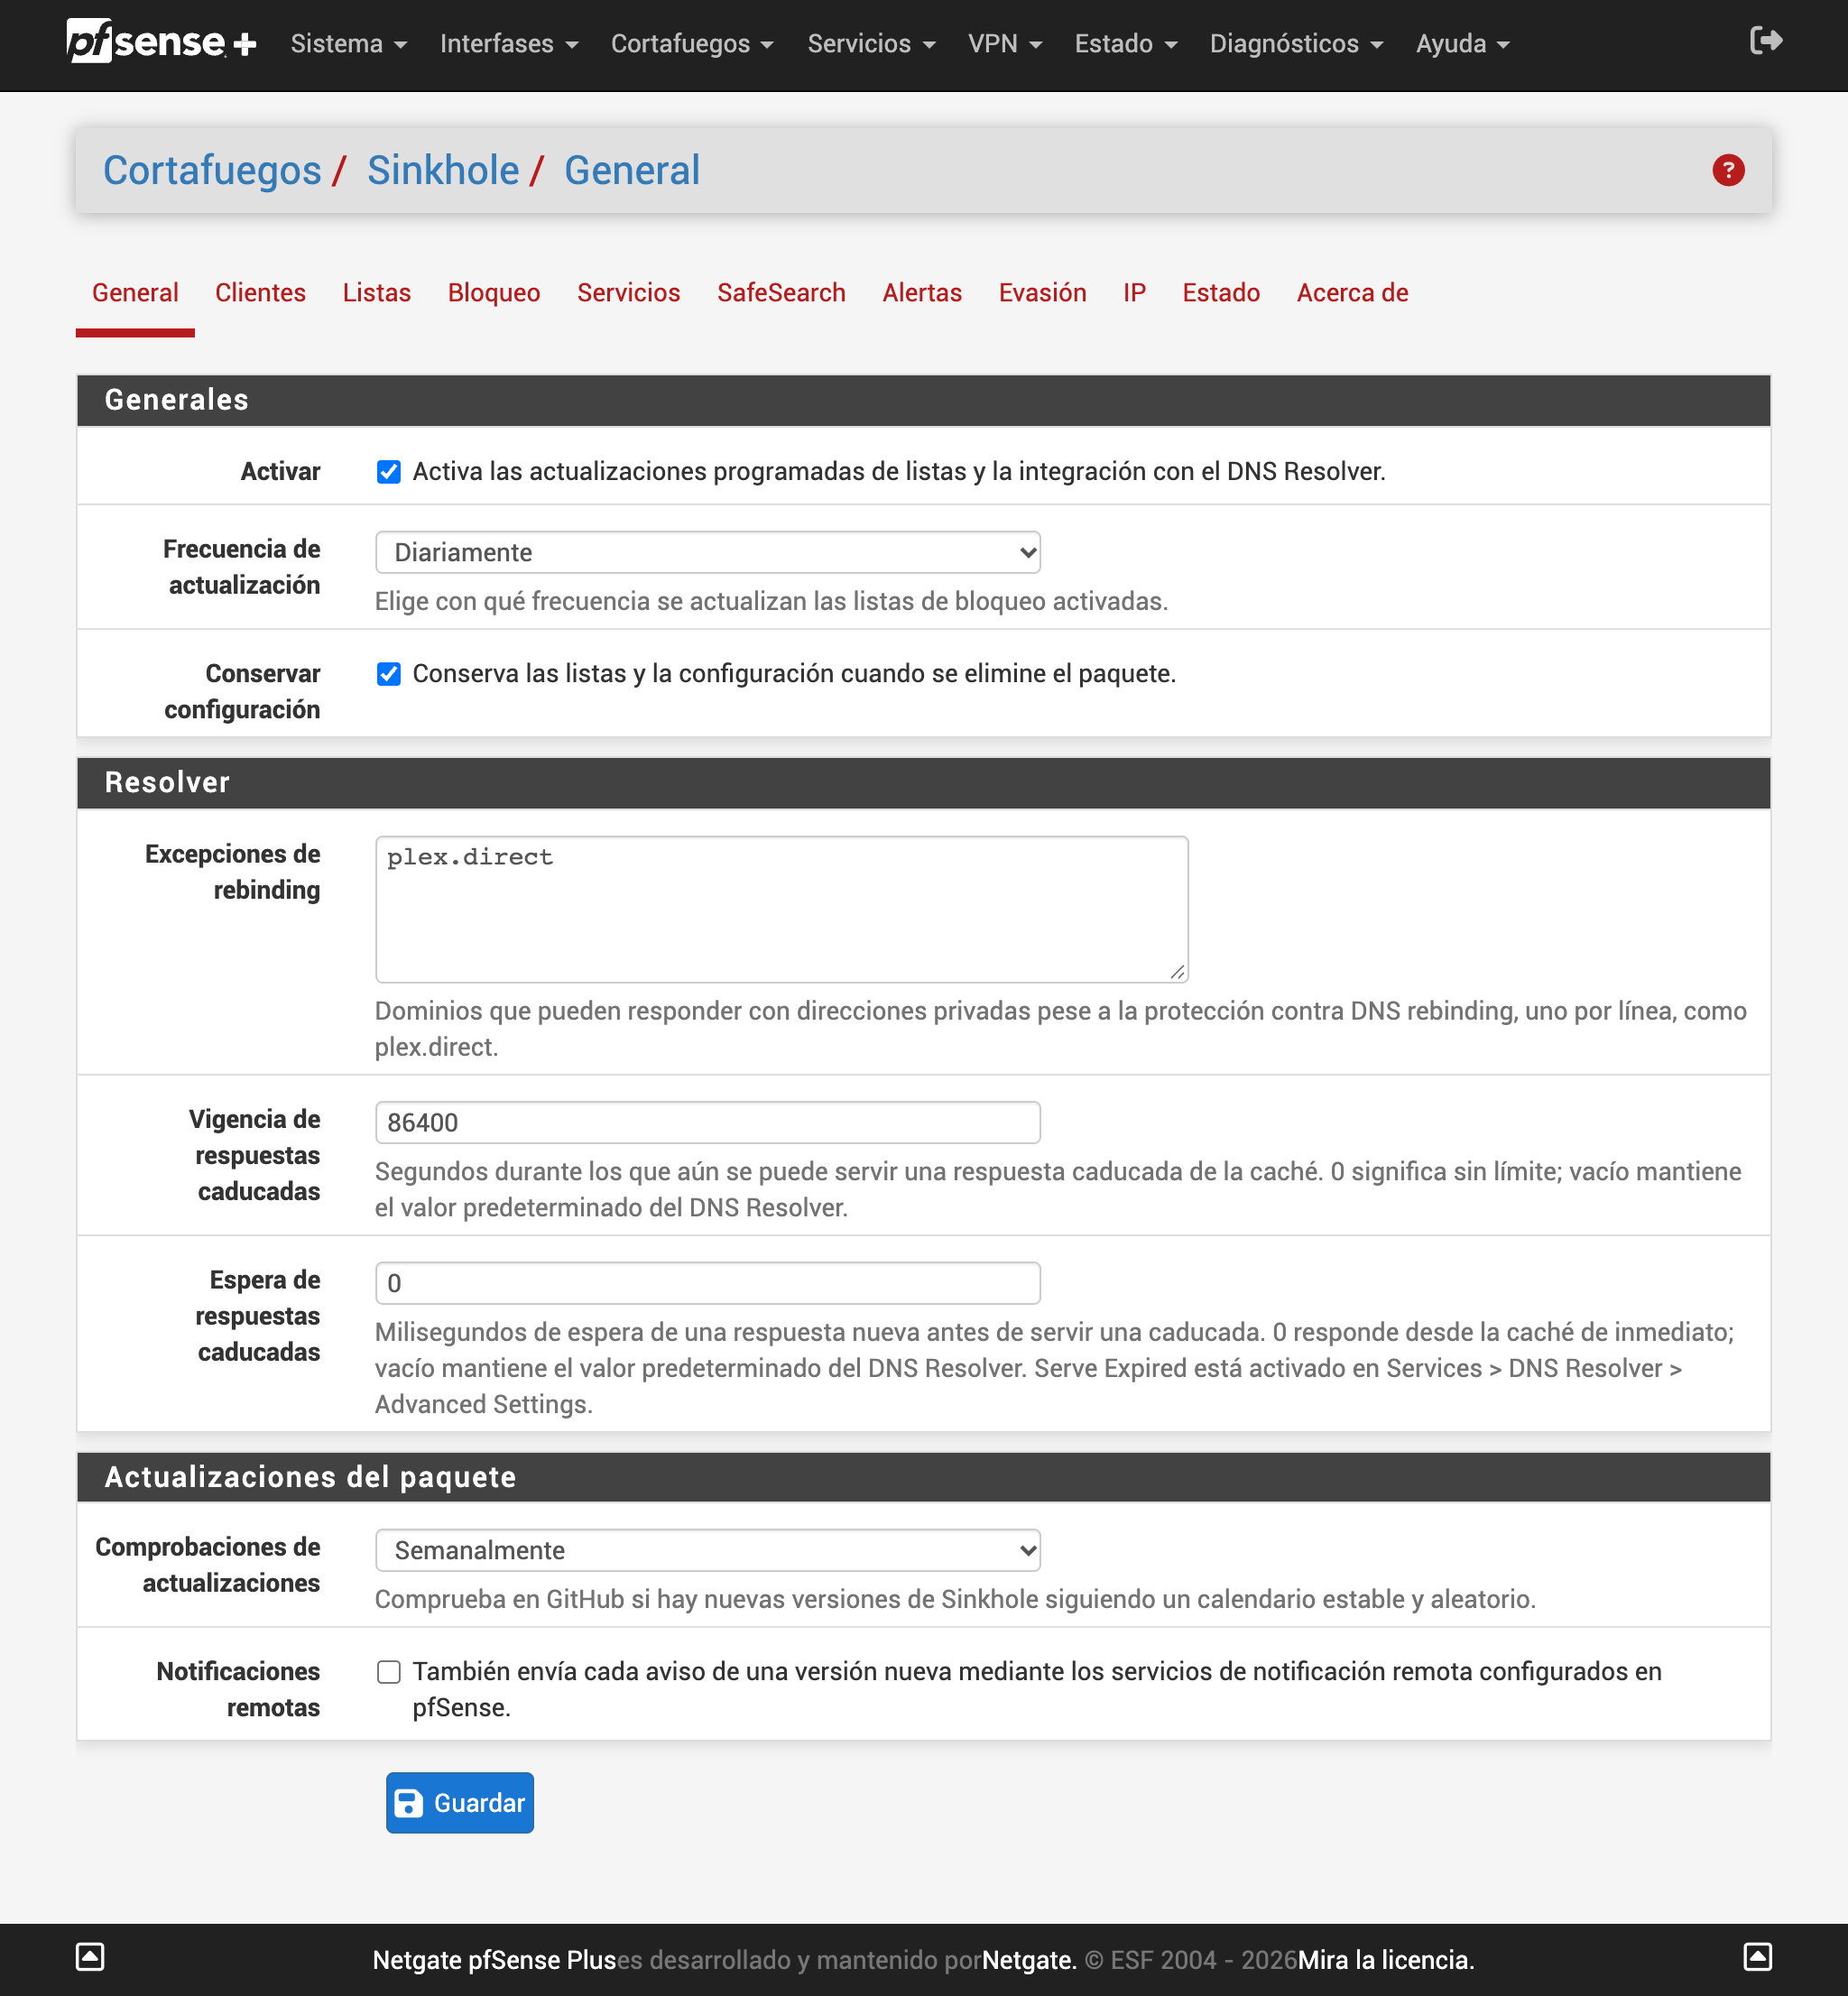 pfsense+ Sistema Interfases Cortafuegos Servicios VPN Estado Diagnósticos Ayuda
Cortafuegos / Sinkhole / General
General Clientes Listas Bloqueo Servicios SafeSearch Alertas Evasión IP Estado Acerca de
Generales
Activar
Activa las actualizaciones programadas de listas y la integración con el DNS Resolver.
Frecuencia de
actualización
Diariamente
Elige con qué frecuencia se actualizan las listas de bloqueo activadas.
Conservar
configuración
Conserva las listas y la configuración cuando se elimine el paquete.
Resolver
Excepciones de
rebinding
plex.direct
Dominios que pueden responder con direcciones privadas pese a la protección contra DNS rebinding, uno por línea, como
plex.direct.
Vigencia de
respuestas
caducadas
86400
Segundos durante los que aún se puede servir una respuesta caducada de la caché. 0 significa sin límite; vacío mantiene
el valor predeterminado del DNS Resolver.
Espera de
respuestas
caducadas
0
Milisegundos de espera de una respuesta nueva antes de servir una caducada. 0 responde desde la caché de inmediato;
vacío mantiene el valor predeterminado del DNS Resolver. Serve Expired está activado en Services > DNS Resolver >
Advanced Settings.
Actualizaciones del paquete
Comprobaciones de
actualizaciones
Semanalmente
Comprueba en GitHub si hay nuevas versiones de Sinkhole siguiendo un calendario estable y aleatorio.
Notificaciones
remotas
También envía cada aviso de una versión nueva mediante los servicios de notificación remota configurados en
pfSense.
Guardar
Netgate pfSense Pluses desarrollado y mantenido porNetgate. © ESF 2004 - 2026Mira la licencia.